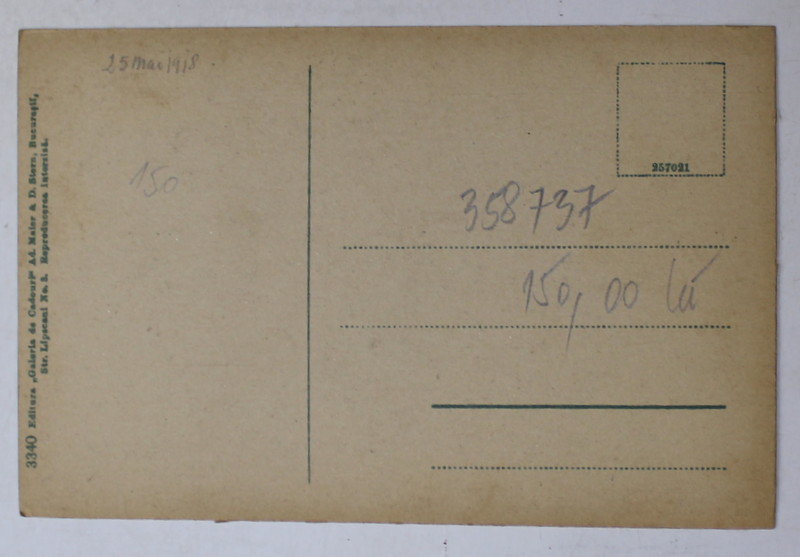 25 Mai 1918
150
257021
358737
150,00 lei
3340 Editura „Galeria de Cadouri" Ad. Maier & D. Stern, Bucureşti,
Str. Lipscani No. 2. Reproducerea interzisă.